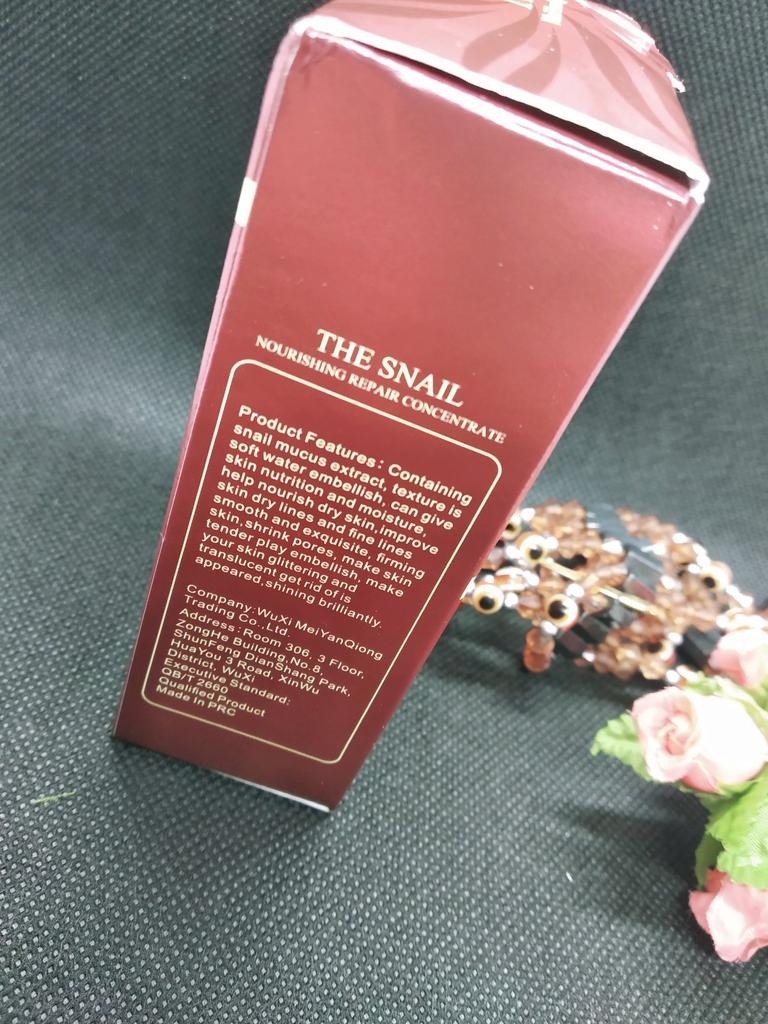 THE SNAIL
NOURISHING REPAIR CONCENTRATE
Product Features: Containing
snail mucus extract, texture is
soft water embellish, can give
skin nutrition and moisture,
help nourish dry skin,improve
skin dry lines and fine lines
smooth and exquisite, firming
skin,shrink pores, make skin
tender play embellish, make
your skin glittering and
translucent,get rid of is
appeared,shining brilliantly.
Company:WuXi MeiYanQiong
Trading Co.,Ltd.
Address:Room 306, 3 Floor,
ZongHe Building,No.8,
ShunFeng DianShang Park,
HuaYou 3 Road, XinWu
District, WuXi
Executive Standard:
QB/T 2660
Qualified Product
Made in PRC